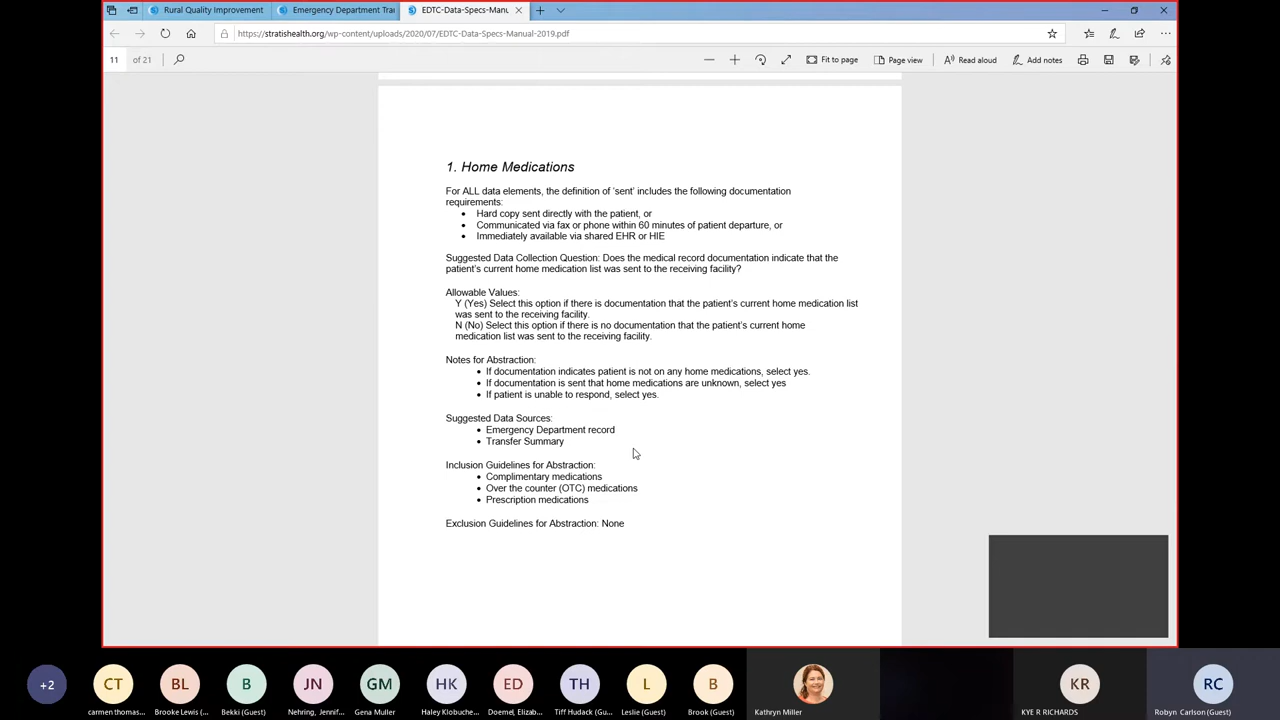 Rural Quality Improvement
Emergency Department Tra
EDTC-Data-Specs-Manu
https://stratishealth.org/wp-content/uploads/2020/07/EDTC-Data-Specs-Manual-2019.pdf
11 of 21
Fit to page
Page view
Read aloud
Add notes
1. Home Medications
For ALL data elements, the definition of 'sent' includes the following documentation
requirements:
• Hard copy sent directly with the patient, or
• Communicated via fax or phone within 60 minutes of patient departure, or
• Immediately available via shared EHR or HIE
Suggested Data Collection Question: Does the medical record documentation indicate that the
patient's current home medication list was sent to the receiving facility?
Allowable Values:
Y (Yes) Select this option if there is documentation that the patient's current home medication list
was sent to the receiving facility.
N (No) Select this option if there is no documentation that the patient's current home
medication list was sent to the receiving facility.
Notes for Abstraction:
• If documentation indicates patient is not on any home medications, select yes.
• If documentation is sent that home medications are unknown, select yes
• If patient is unable to respond, select yes.
Suggested Data Sources:
• Emergency Department record
• Transfer Summary
Inclusion Guidelines for Abstraction:
• Complimentary medications
• Over the counter (OTC) medications
• Prescription medications
Exclusion Guidelines for Abstraction: None
+2
CT
BL
B
JN
GM
HK
ED
TH
L
B
KR
RC
carmen thomas...
Brooke Lewis (...
Bekki (Guest)
Nehring, Jennif...
Gena Muller
Haley Klobuche...
Doemel, Elizab...
Tiff Hudack (Gu...
Leslie (Guest)
Brook (Guest)
Kathryn Miller
KYE R RICHARDS
Robyn Carlson (Guest)